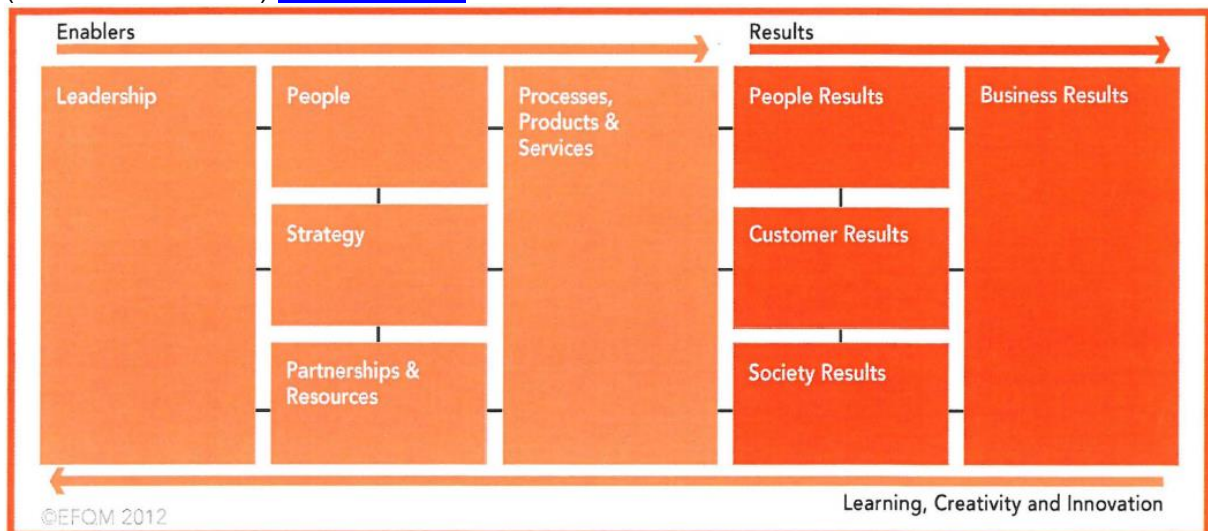 Enablers
Results
Leadership
People
Processes,
Products &
Services
People Results
Business Results
Strategy
Customer Results
Partnerships &
Resources
Society Results
Learning, Creativity and Innovation
©EFQM 2012